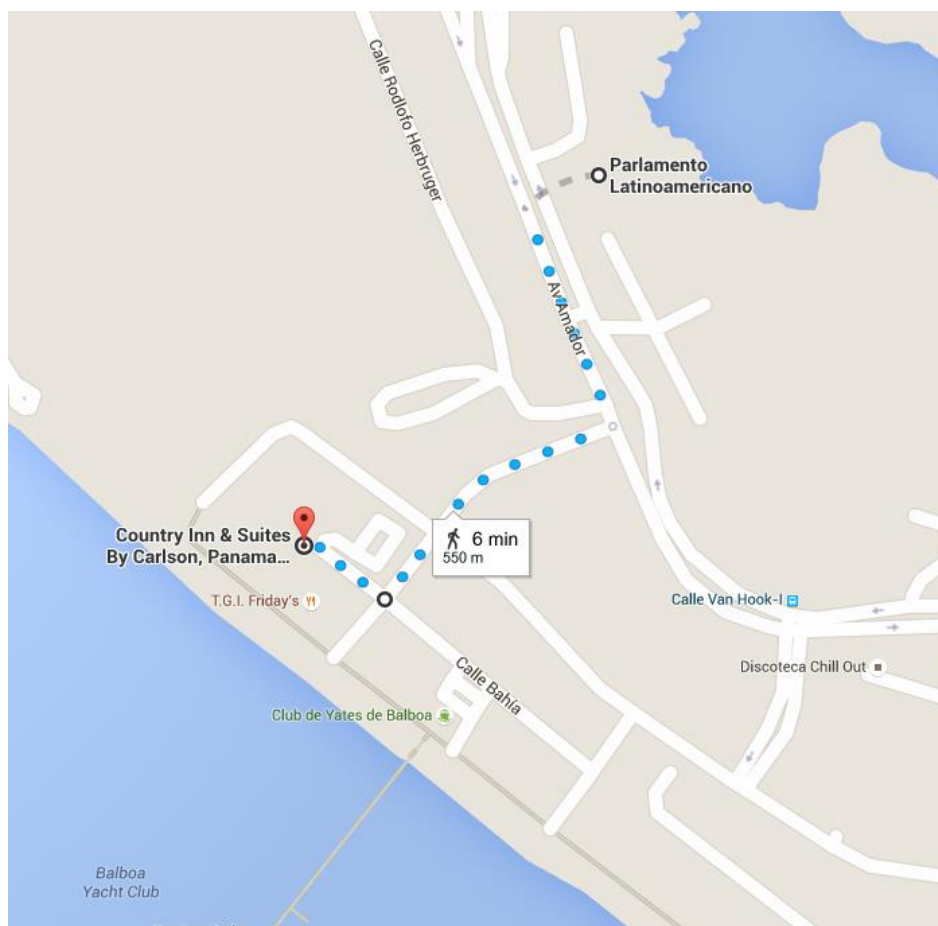 Calle Rodlofo Herbruger
Parlamento
Latinoamericano
Av Amador
Country Inn & Suites
By Carlson, Panama...
6 min
550 m
T.G.I. Friday's
Calle Van Hook-I
Discoteca Chill Out
Calle Bahía
Club de Yates de Balboa
Balboa
Yacht Club